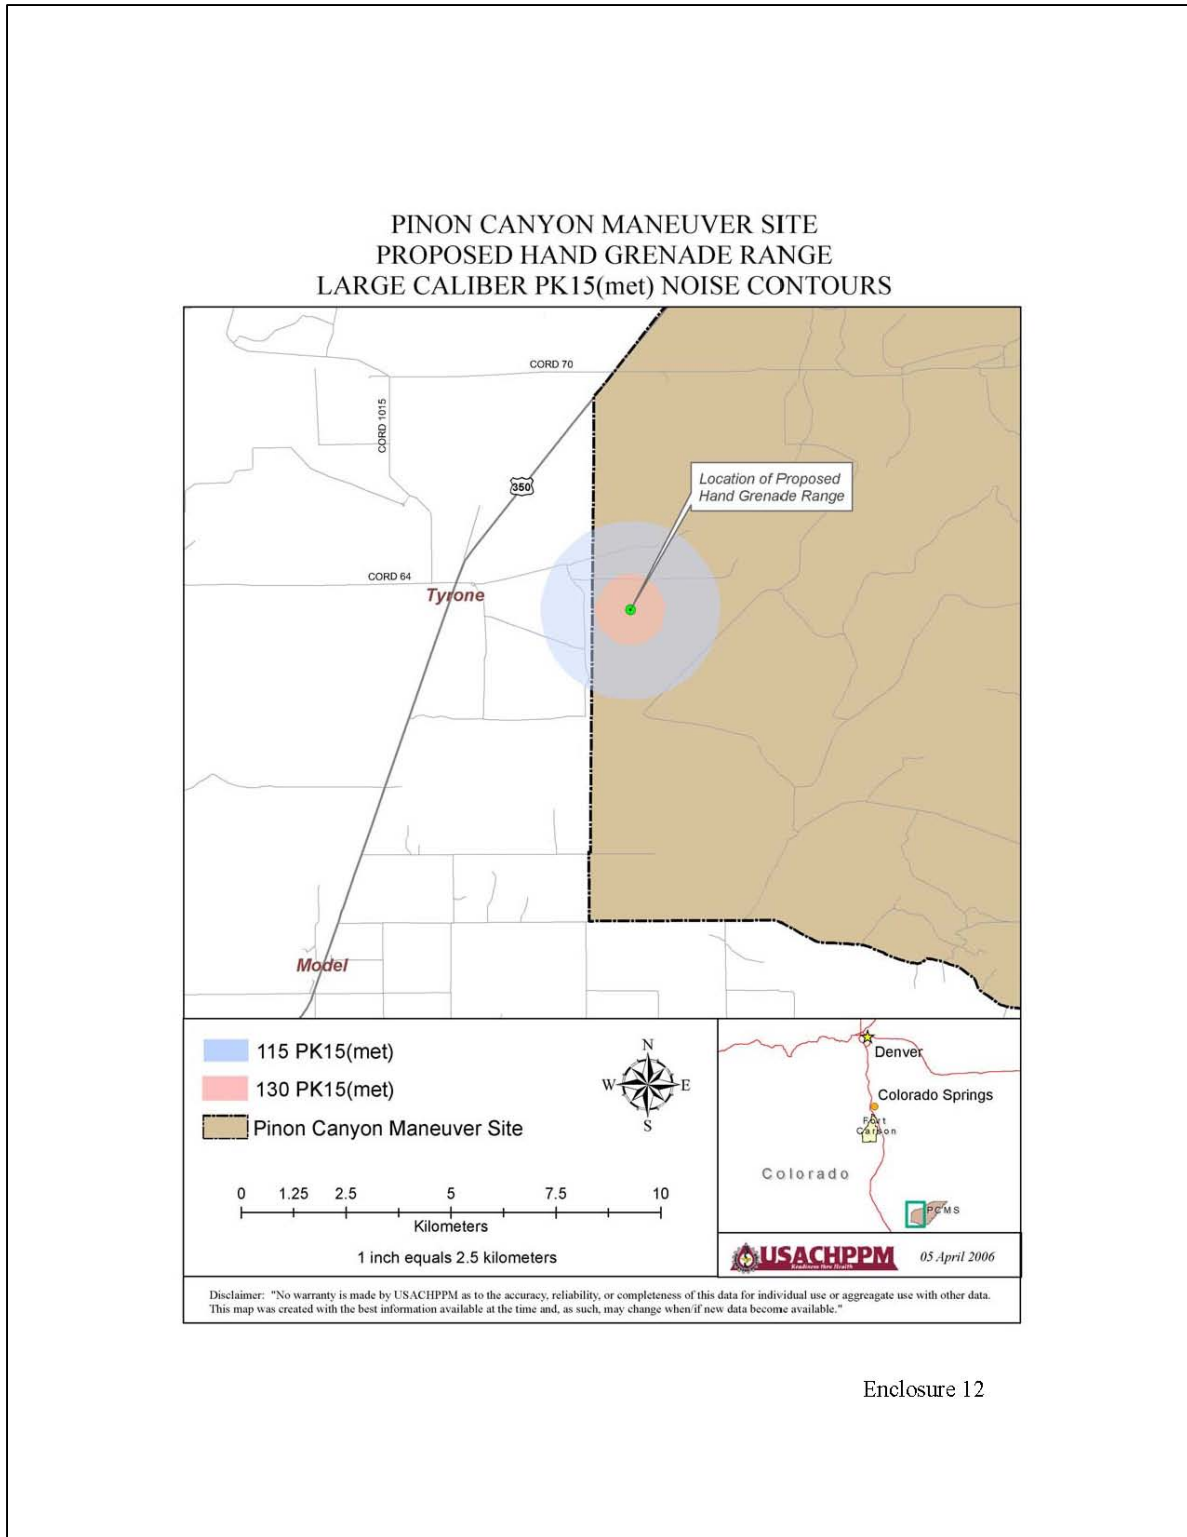 PINON CANYON MANEUVER SITE
PROPOSED HAND GRENADE RANGE
LARGE CALIBER PK15(met) NOISE CONTOURS
CORD 70
CORD 1015
350
Location of Proposed
Hand Grenade Range
CORD 64
Tyrone
Model
115 PK15(met)
130 PK15(met)
Pinon Canyon Maneuver Site
N
W E
S
0 1.25 2.5 5 7.5 10
Kilometers
1 inch equals 2.5 kilometers
Denver
Colorado Springs
Fort
Carson
Colorado
PCMS
USACHPPM
Readiness thru Health
05 April 2006
Disclaimer: "No warranty is made by USACHPPM as to the accuracy, reliability, or completeness of this data for individual use or aggreagate use with other data.
This map was created with the best information available at the time and, as such, may change when/if new data become available."
Enclosure 12